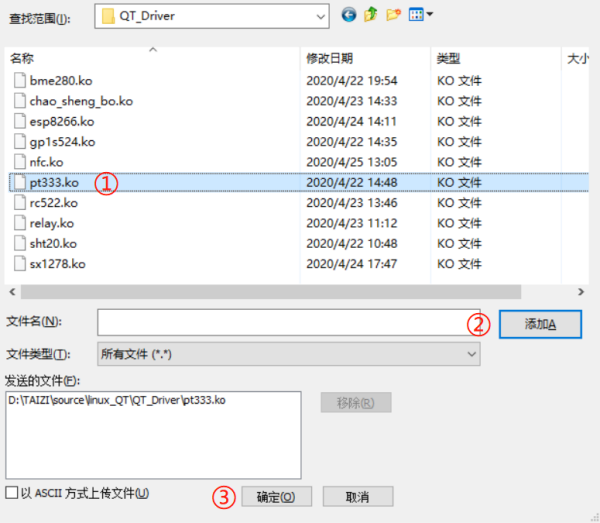 查找范围(I): QT_Driver
名称 修改日期 类型 大小
bme280.ko 2020/4/22 19:54 KO 文件
chao_sheng_bo.ko 2020/4/23 14:33 KO 文件
esp8266.ko 2020/4/24 14:11 KO 文件
gp1s524.ko 2020/4/22 14:35 KO 文件
nfc.ko 2020/4/25 13:05 KO 文件
pt333.ko ① 2020/4/22 14:48 KO 文件
rc522.ko 2020/4/23 13:46 KO 文件
relay.ko 2020/4/23 11:12 KO 文件
sht20.ko 2020/4/22 10:48 KO 文件
sx1278.ko 2020/4/24 17:47 KO 文件
文件名(N): ② 添加A
文件类型(T): 所有文件 (*.*)
发送的文件(F):
D:\TAIZI\source\linux_QT\QT_Driver\pt333.ko
移除(R)
以 ASCII 方式上传文件(U) ③ 确定(O) 取消